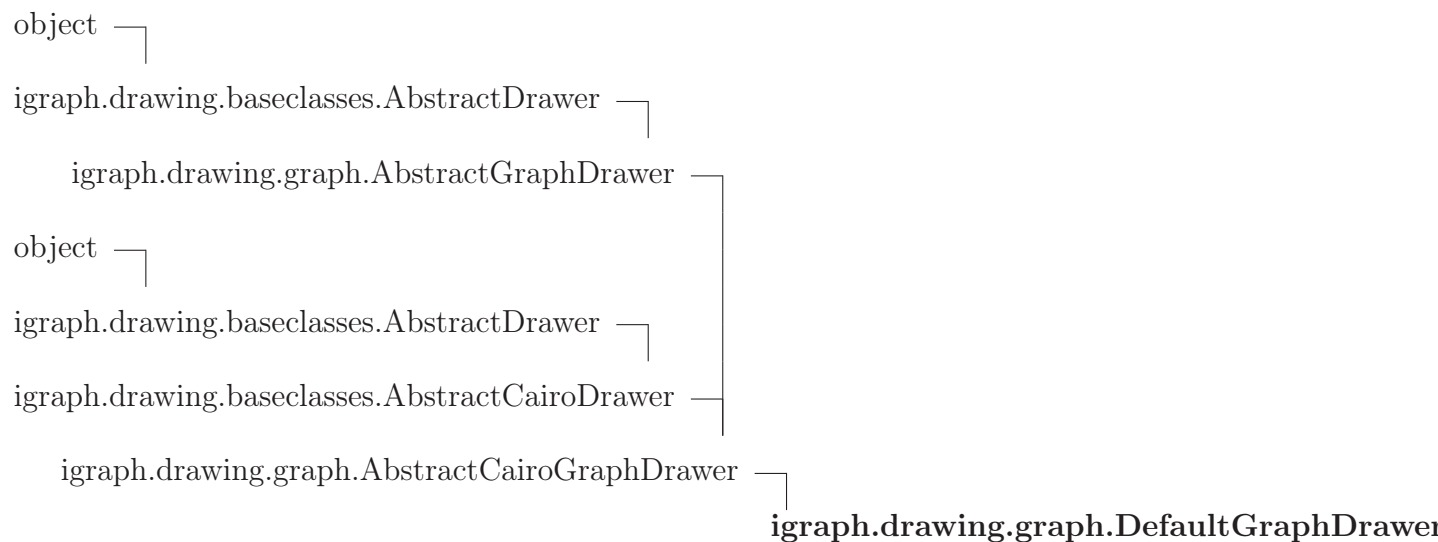 object
igraph.drawing.baseclasses.AbstractDrawer
igraph.drawing.graph.AbstractGraphDrawer
object
igraph.drawing.baseclasses.AbstractDrawer
igraph.drawing.baseclasses.AbstractCairoDrawer
igraph.drawing.graph.AbstractCairoGraphDrawer
igraph.drawing.graph.DefaultGraphDrawer